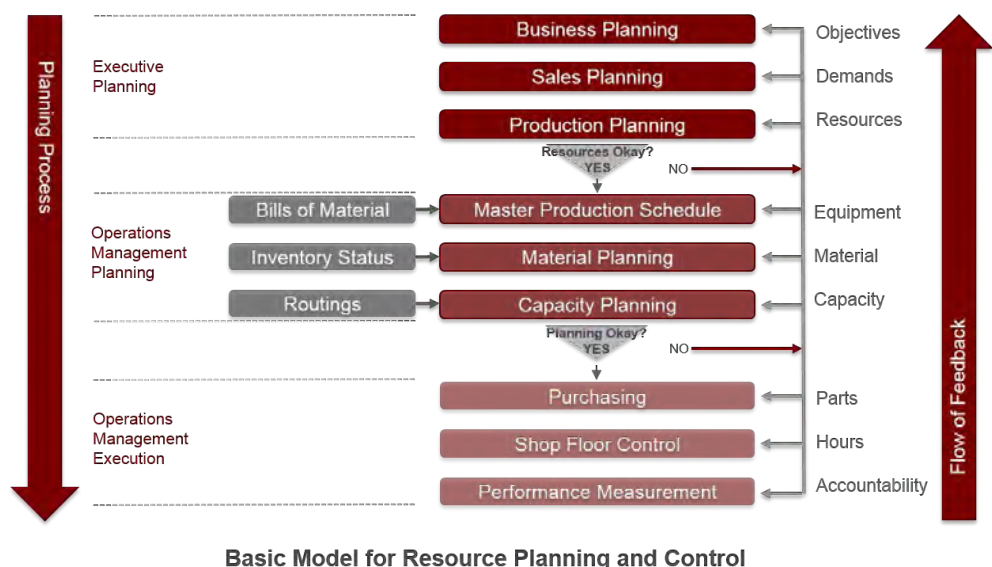 Planning Process
Executive
Planning
Business Planning
Objectives
Sales Planning
Demands
Production Planning
Resources
Resources Okay?
YES
NO
Operations
Management
Planning
Bills of Material
Master Production Schedule
Equipment
Inventory Status
Material Planning
Material
Routings
Capacity Planning
Capacity
Planning Okay?
YES
NO
Operations
Management
Execution
Purchasing
Parts
Shop Floor Control
Hours
Performance Measurement
Accountability
Flow of Feedback
Basic Model for Resource Planning and Control